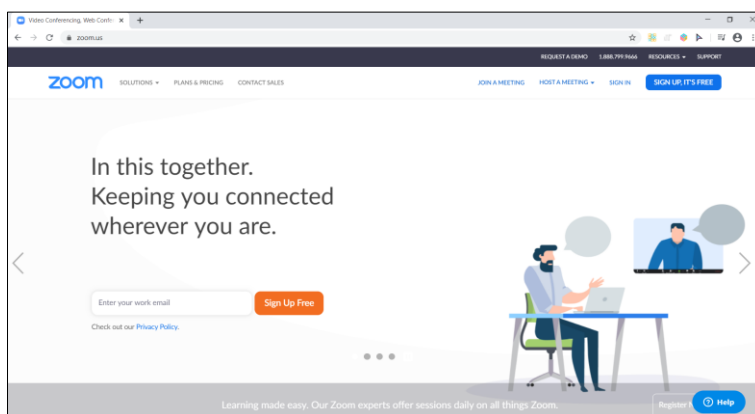 Video Conferencing, Web Confe
zoom.us
REQUEST A DEMO 1.888.799.9666 RESOURCES SUPPORT
zoom SOLUTIONS PLANS & PRICING CONTACT SALES JOIN A MEETING HOST A MEETING SIGN IN SIGN UP, IT'S FREE
In this together.
Keeping you connected
wherever you are.
Enter your work email Sign Up Free
Check out our Privacy Policy.
Learning made easy. Our Zoom experts offer sessions daily on all things Zoom. Register Help